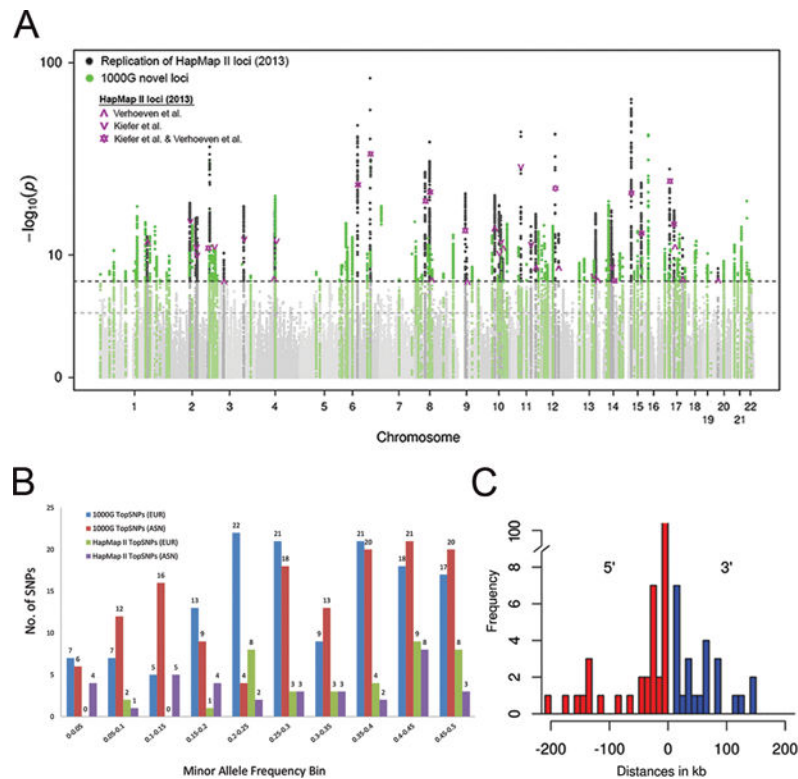 A
100
10
0
−log10(p)
Replication of HapMap II loci (2013)
1000G novel loci
HapMap II loci (2013)
Verhoeven et al.
Kiefer et al.
Kiefer et al. & Verhoeven et al.
1 2 3 4 5 6 7 8 9 10 11 12 13 14 15 16 17 18 19 20 21 22
Chromosome
B
No. of SNPs
25
20
15
10
5
0
1000G TopSNPs (EUR)
1000G TopSNPs (ASN)
HapMap II TopSNPs (EUR)
HapMap II TopSNPs (ASN)
7 6 0 4
7 12 2 1
5 16 0 5
13 9 1 4
22 4 8 2
21 18 3 3
9 13 3 3
21 20 4 2
18 21 9 8
17 20 8 3
0-0.05 0.05-0.1 0.1-0.15 0.15-0.2 0.2-0.25 0.25-0.3 0.3-0.35 0.35-0.4 0.4-0.45 0.45-0.5
Minor Allele Frequency Bin
C
Frequency
100
8
6
4
2
0
5' 3'
-200 -100 0 100 200
Distances in kb